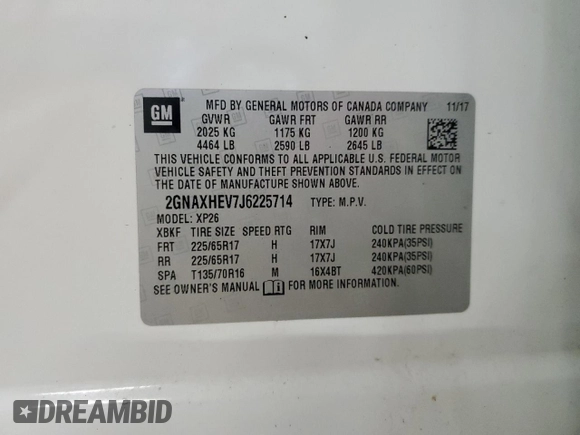 GM
MFD BY GENERAL MOTORS OF CANADA COMPANY 11/17
GVWR GAWR FRT GAWR RR
2025 KG 1175 KG 1200 KG
4464 LB 2590 LB 2645 LB
THIS VEHICLE CONFORMS TO ALL APPLICABLE U.S. FEDERAL MOTOR
VEHICLE SAFETY AND THEFT PREVENTION STANDARDS IN EFFECT ON
THE DATE OF MANUFACTURE SHOWN ABOVE.
2GNAXHEV7J6225714 TYPE: M.P.V.
MODEL: XP26
XBKF TIRE SIZE SPEED RTG RIM COLD TIRE PRESSURE
FRT 225/65R17 H 17X7J 240KPA(35PSI)
RR 225/65R17 H 17X7J 240KPA(35PSI)
SPA T135/70R16 M 16X4BT 420KPA(60PSI)
SEE OWNER'S MANUAL FOR MORE INFORMATION.
DREAMBID